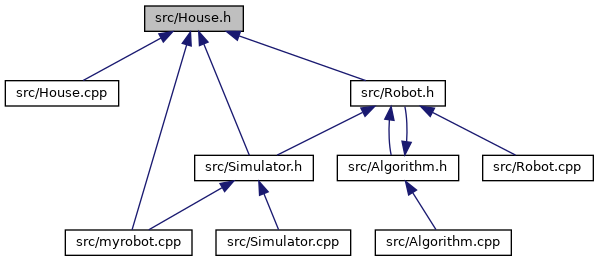 src/House.h
src/House.cpp
src/Robot.h
src/Simulator.h
src/Algorithm.h
src/Robot.cpp
src/myrobot.cpp
src/Simulator.cpp
src/Algorithm.cpp